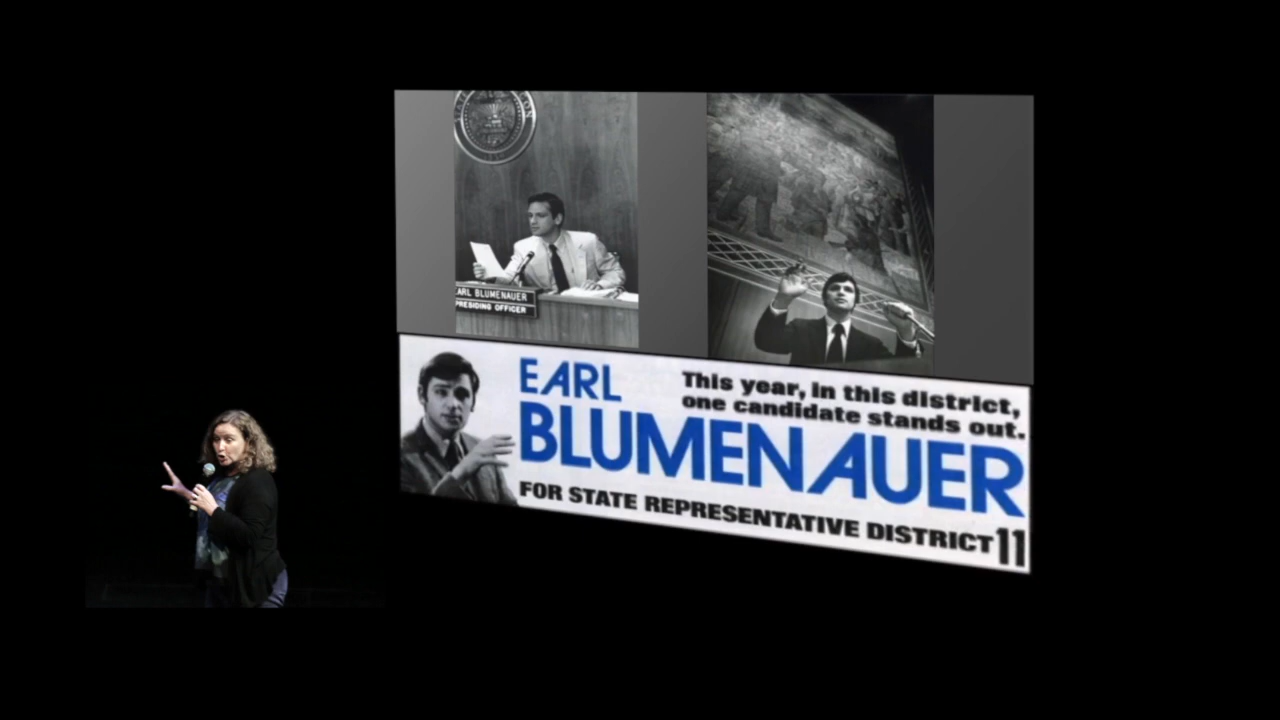 EARL BLUMENAUER
PRESIDING OFFICER
EARL
BLUMENAUER
This year, in this district,
one candidate stands out.
FOR STATE REPRESENTATIVE DISTRICT 11